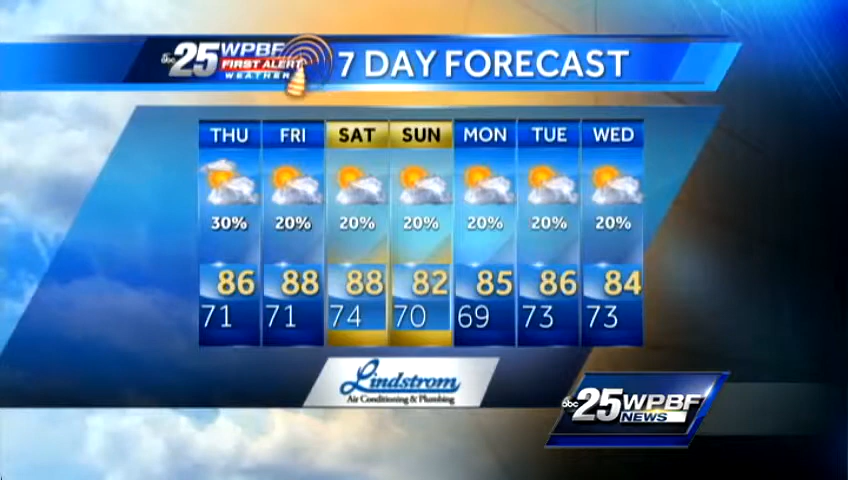 abc 25 WPBF
FIRST ALERT
WEATHER
7 DAY FORECAST
THU FRI SAT SUN MON TUE WED
30% 20% 20% 20% 20% 20% 20%
86 88 88 82 85 86 84
71 71 74 70 69 73 73
Lindstrom
Air Conditioning & Plumbing
abc 25 WPBF
NEWS